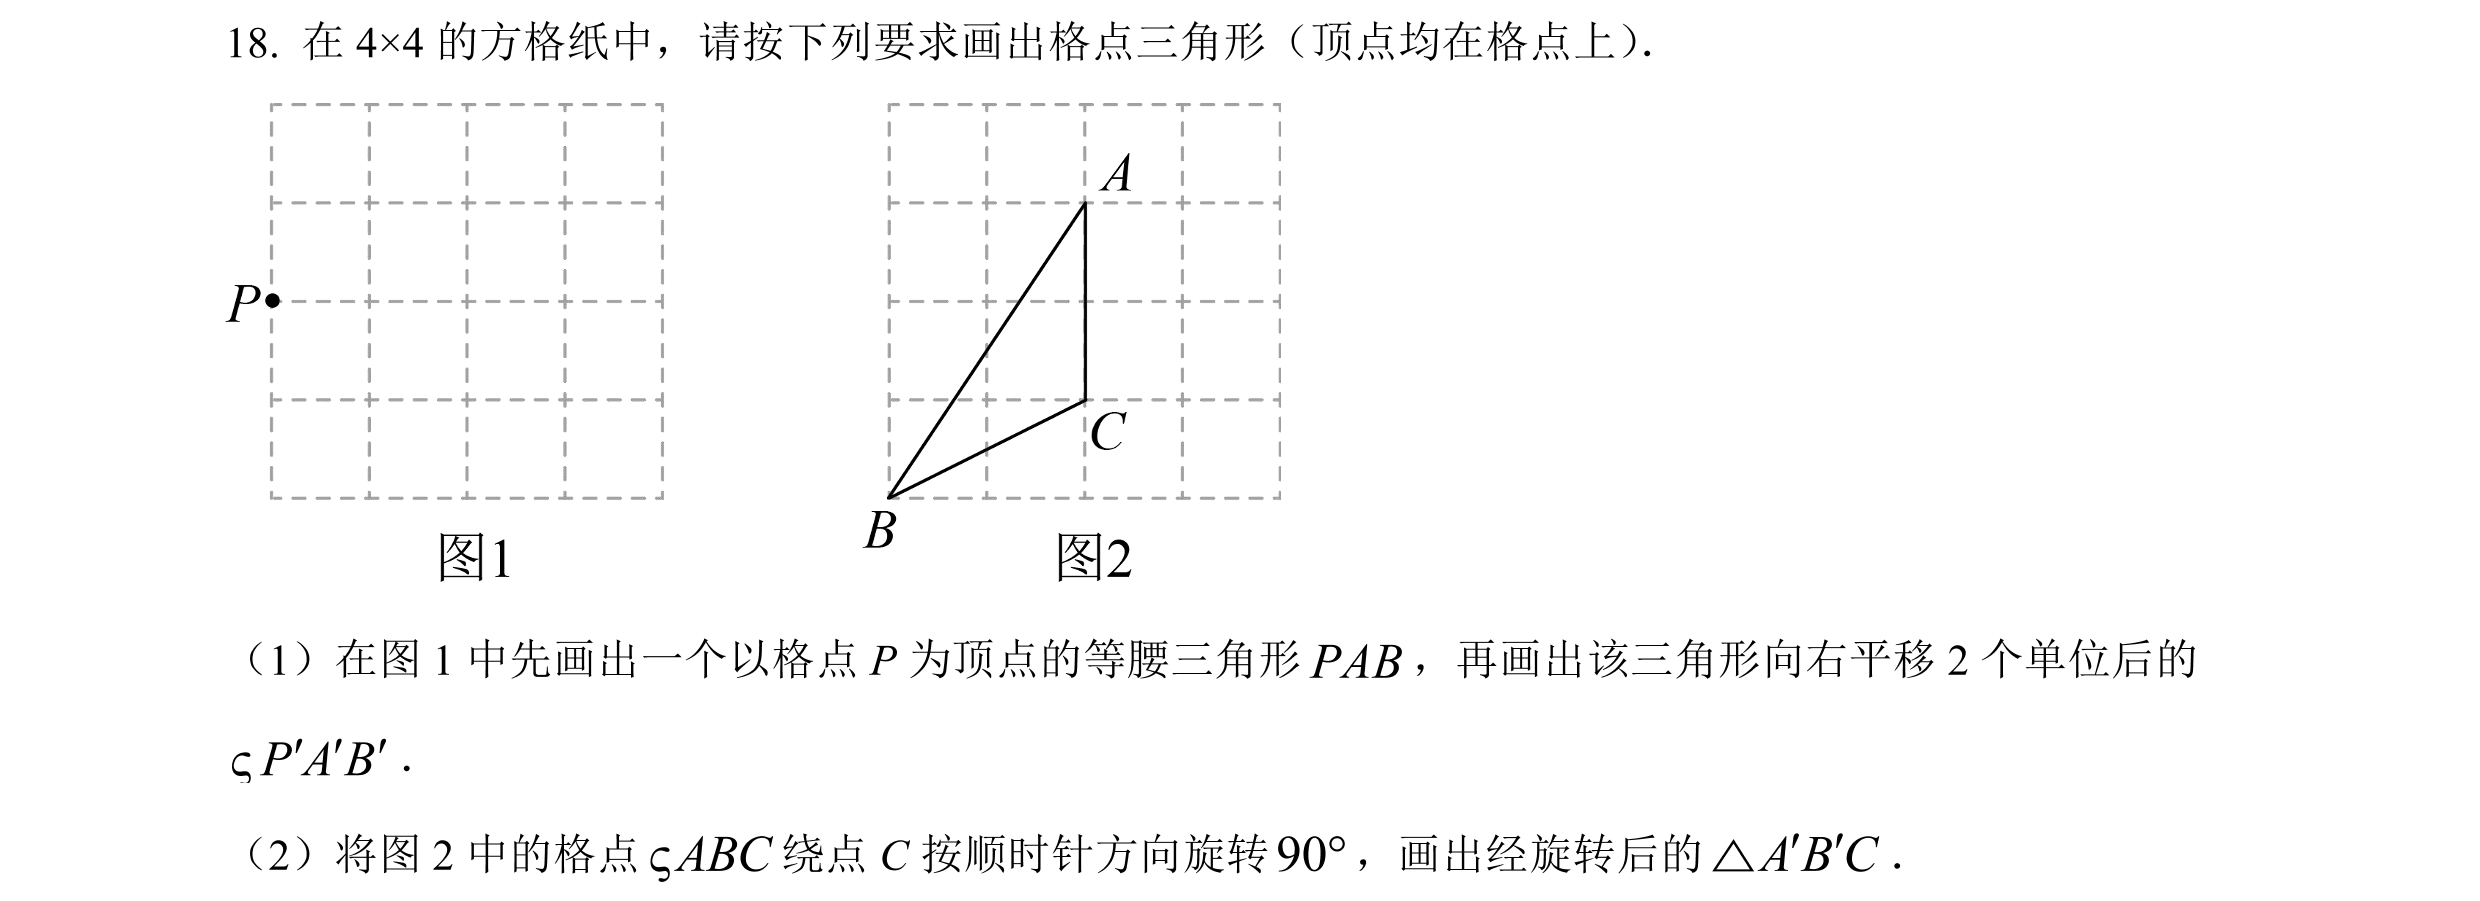 18. 在 4×4 的方格纸中，请按下列要求画出格点三角形（顶点均在格点上）.
A
P
C
B
图1 图2
（1）在图 1 中先画出一个以格点 P 为顶点的等腰三角形 PAB，再画出该三角形向右平移 2 个单位后的
ςP′A′B′.
（2）将图 2 中的格点 ςABC 绕点 C 按顺时针方向旋转 90°，画出经旋转后的 △A′B′C.